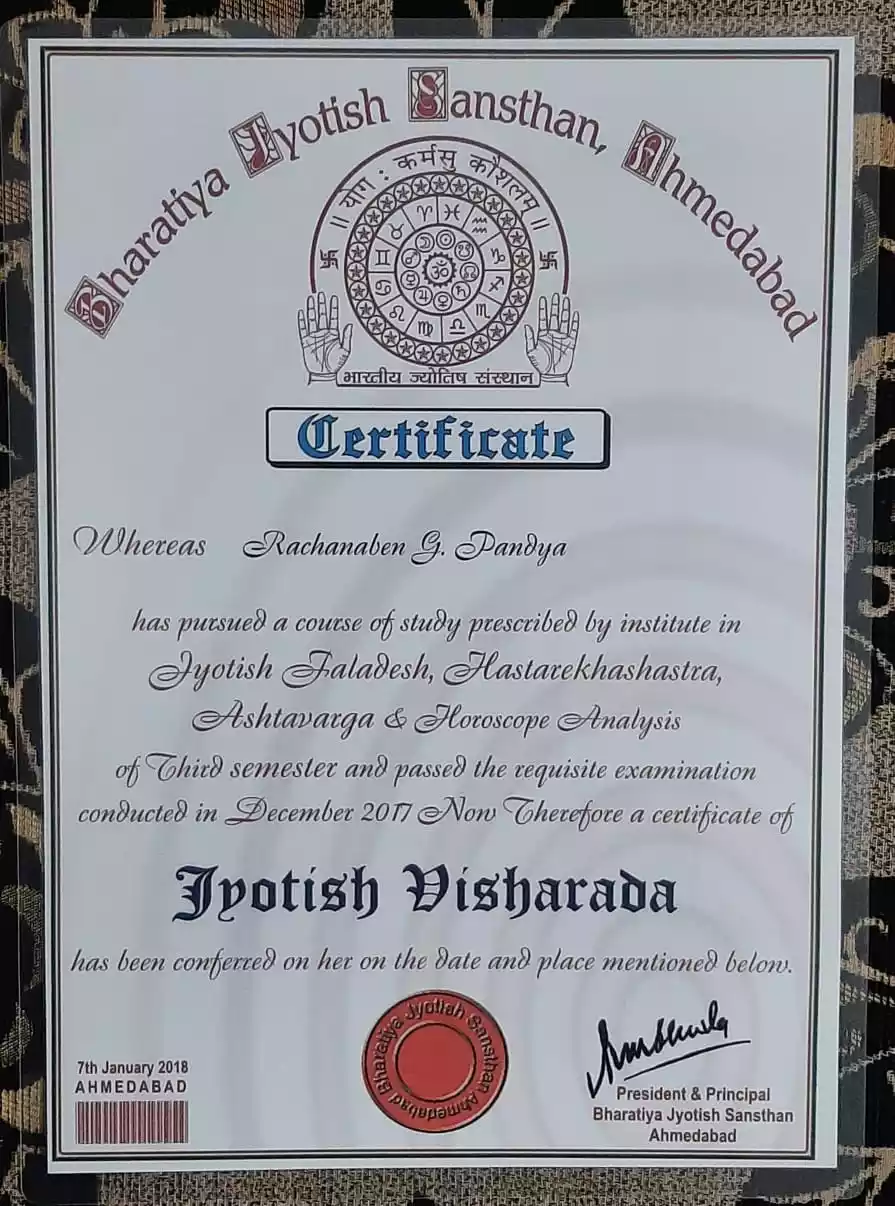 Bharatiya Jyotish Sansthan, Ahmedabad
॥ योग : कर्मसु कौशलम् ॥
ॐ
भारतीय ज्योतिष संस्थान
Certificate
Whereas Rachanaben G. Pandya
has pursued a course of study prescribed by institute in
Jyotish Faladesh, Hastarekhashastra,
Ashtavarga & Horoscope Analysis
of Third semester and passed the requisite examination
conducted in December 2017 Now Therefore a certificate of
Jyotish Visharada
has been conferred on her on the date and place mentioned below.
Bharatiya Jyotish Sansthan Ahmedabad
7th January 2018
AHMEDABAD
President & Principal
Bharatiya Jyotish Sansthan
Ahmedabad